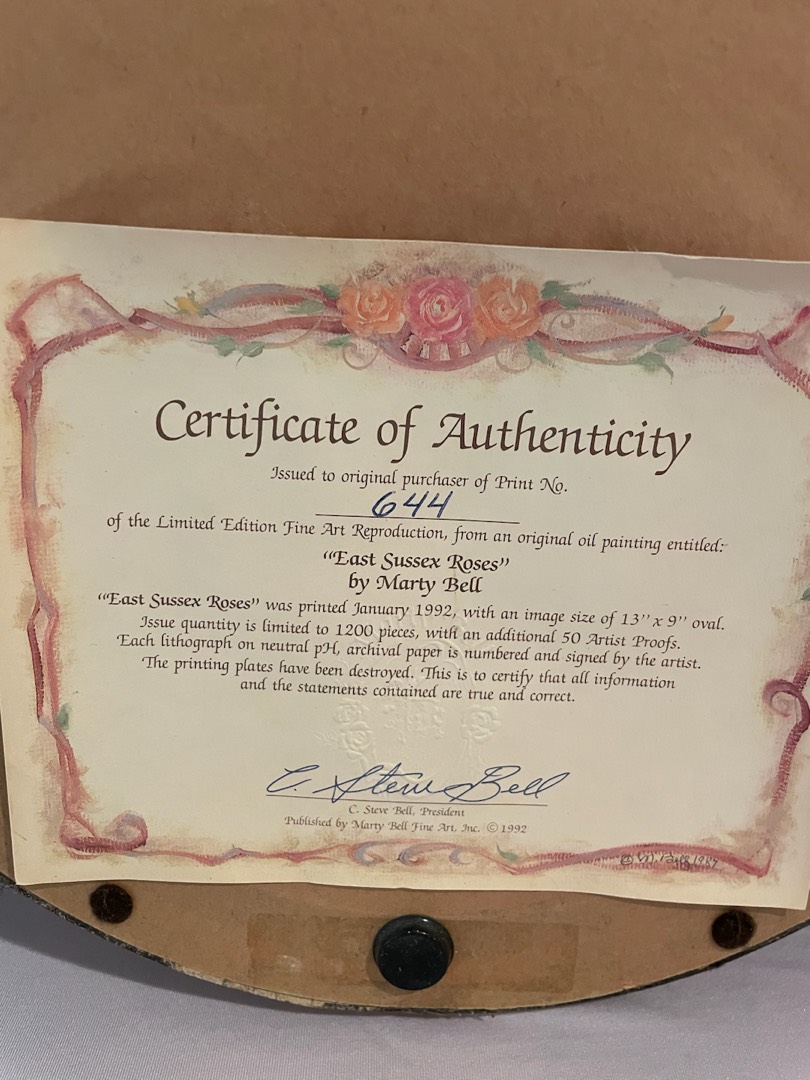 Certificate of Authenticity
Issued to original purchaser of Print No.
644
of the Limited Edition Fine Art Reproduction, from an original oil painting entitled:
“East Sussex Roses”
by Marty Bell
“East Sussex Roses” was printed January 1992, with an image size of 13” x 9” oval.
Issue quantity is limited to 1200 pieces, with an additional 50 Artist Proofs.
Each lithograph on neutral pH, archival paper is numbered and signed by the artist.
The printing plates have been destroyed. This is to certify that all information
and the statements contained are true and correct.
C. Steve Bell
C. Steve Bell, President
Published by Marty Bell Fine Art, Inc. © 1992
© M. Bell